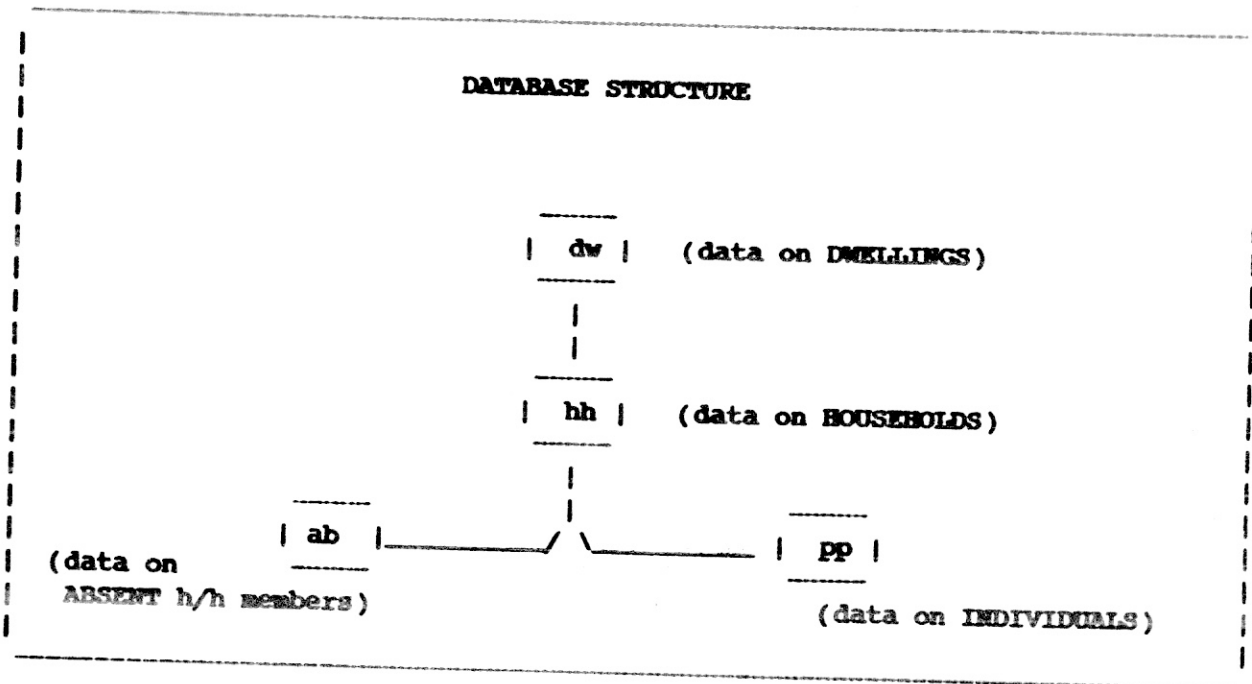 DATABASE STRUCTURE
| dw | (data on DWELLINGS)
| hh | (data on HOUSEHOLDS)
| ab | | pp |
(data on
ABSENT h/h members)
(data on INDIVIDUALS)